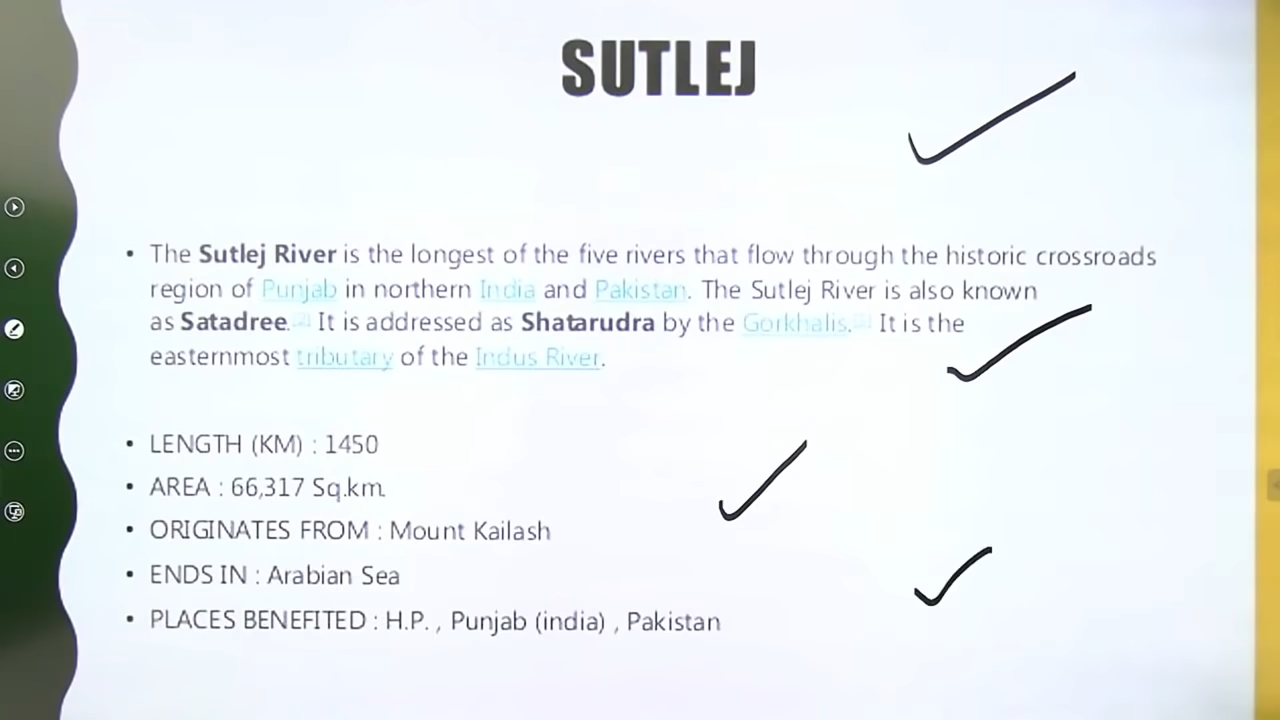 SUTLEJ
• The Sutlej River is the longest of the five rivers that flow through the historic crossroads
region of Punjab in northern India and Pakistan. The Sutlej River is also known
as Satadree. It is addressed as Shatarudra by the Gorkhalis. It is the
easternmost tributary of the Indus River.
• LENGTH (KM) : 1450
• AREA : 66,317 Sq.km.
• ORIGINATES FROM : Mount Kailash
• ENDS IN : Arabian Sea
• PLACES BENEFITED : H.P. , Punjab (india) , Pakistan